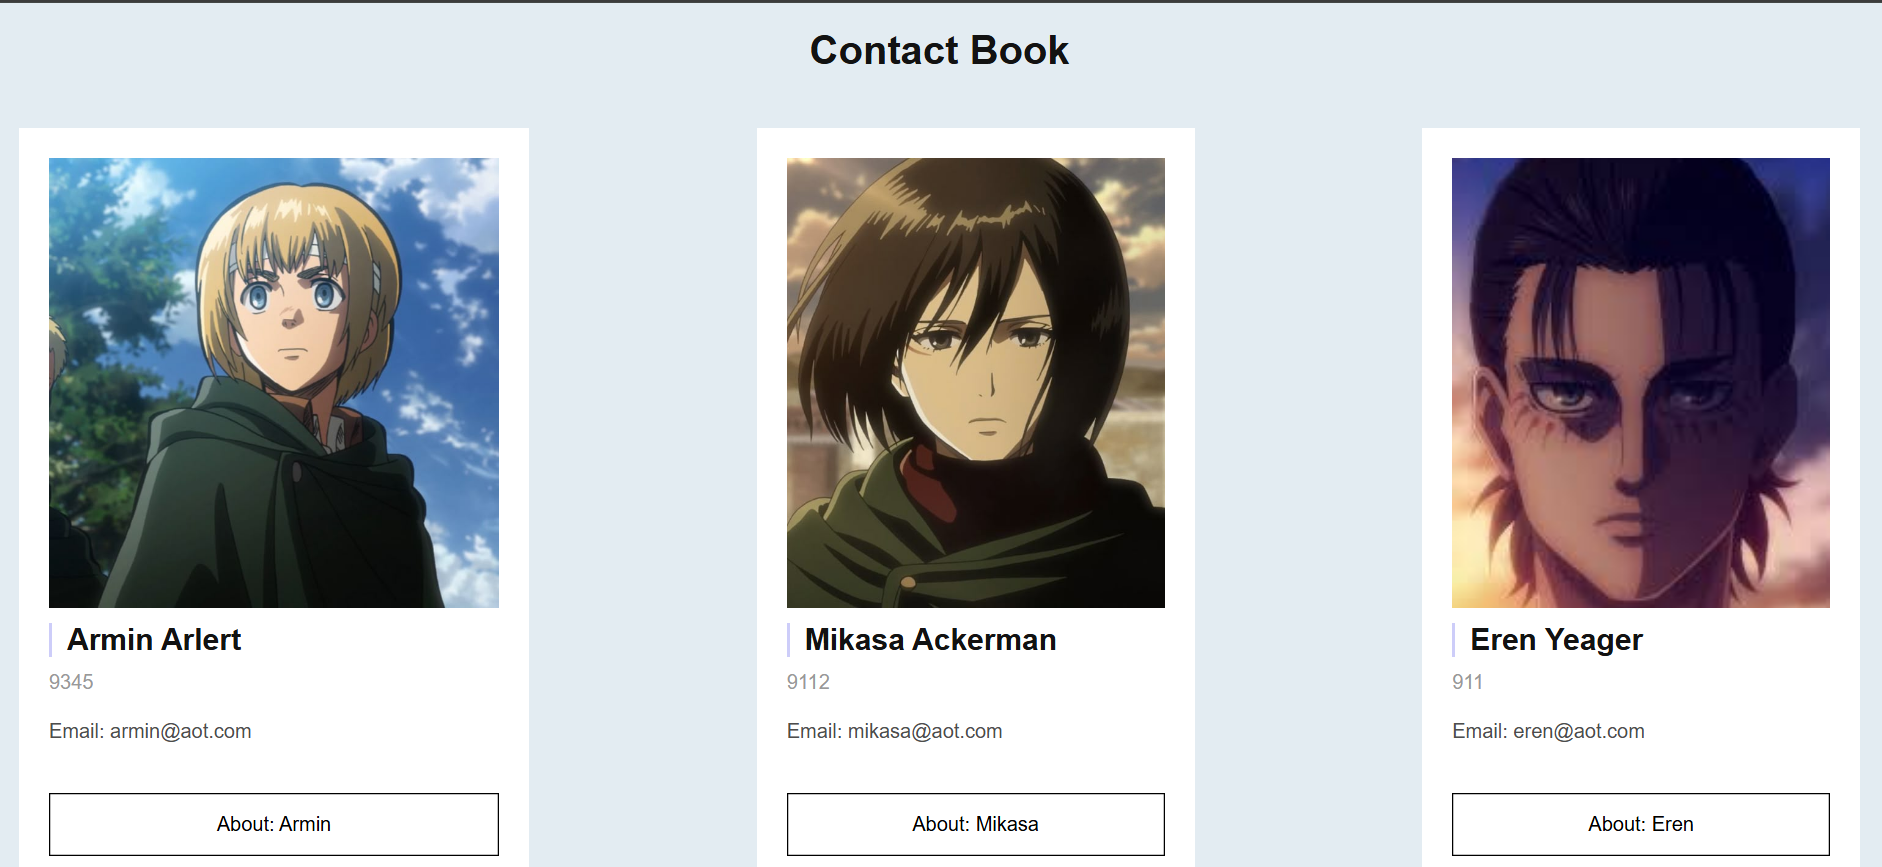 Contact Book
Armin Arlert
9345
Email: armin@aot.com
About: Armin
Mikasa Ackerman
9112
Email: mikasa@aot.com
About: Mikasa
Eren Yeager
911
Email: eren@aot.com
About: Eren